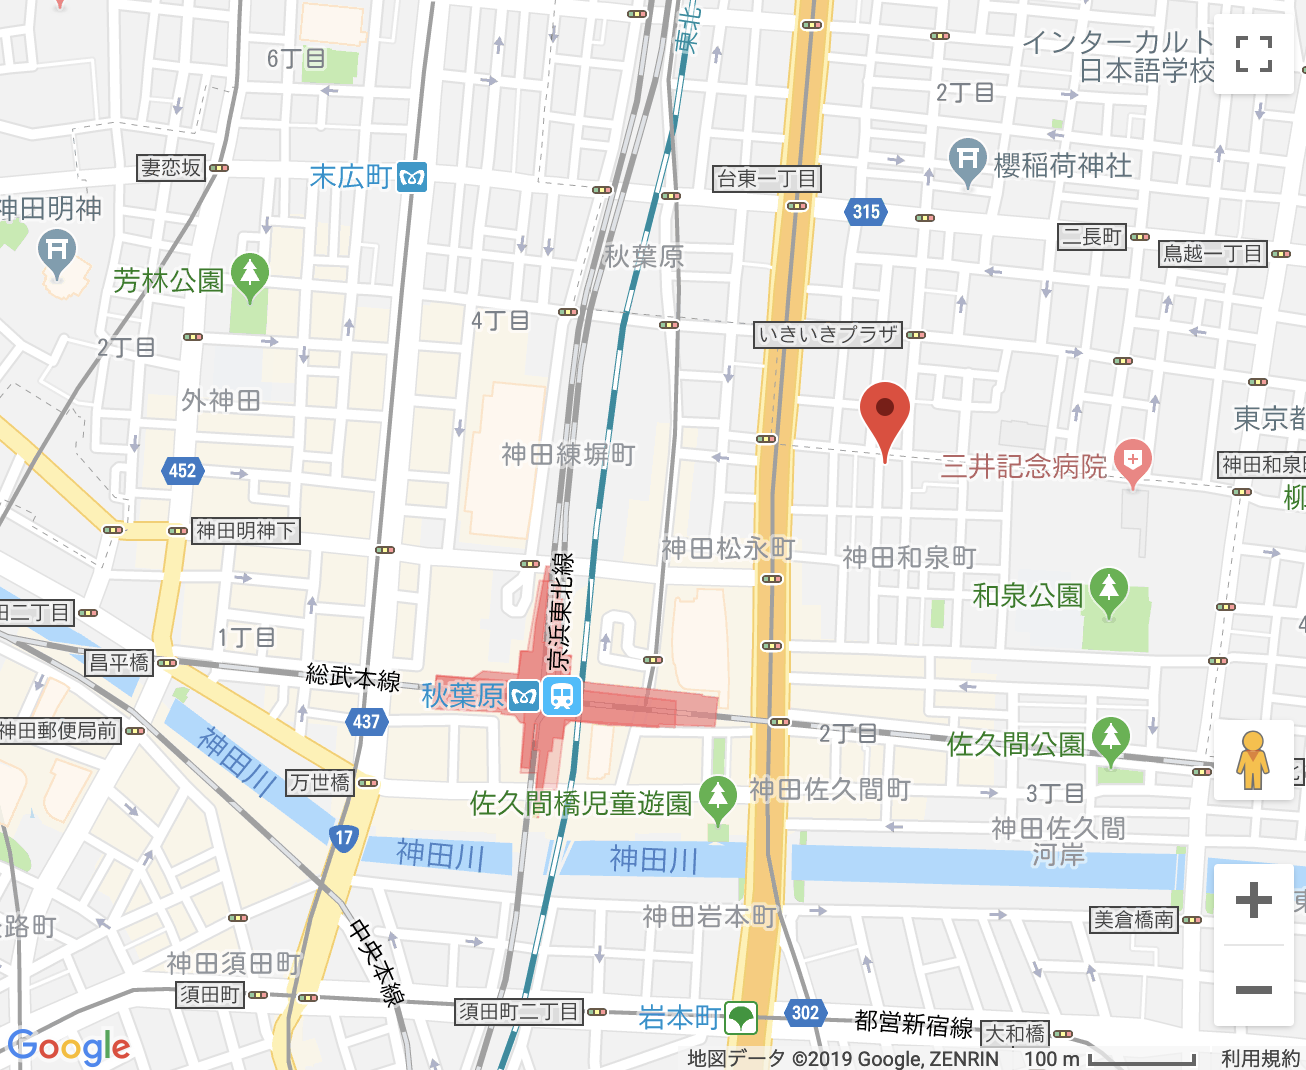 東北
6丁目
インターカルト
日本語学校
2丁目
妻恋坂
末広町
台東一丁目
櫻稲荷神社
神田明神
315
二長町
鳥越一丁目
秋葉原
芳林公園
4丁目
いきいきプラザ
2丁目
外神田
東京都
神田練塀町
452
三井記念病院
神田和泉町
柳
神田明神下
神田松永町
神田和泉町
京浜東北線
和泉公園
田二丁目
1丁目
4
昌平橋
総武本線
秋葉原
437
神田郵便局前
2丁目
佐久間公園
神田川
万世橋
佐久間橋児童遊園
神田佐久間町
3丁目
17
神田佐久間
河岸
神田川
神田川
神田岩本町
美倉橋南
東
路町
中央本線
神田須田町
須田町
須田町二丁目
岩本町
302
都営新宿線
大和橋
Google
地図データ ©2019 Google, ZENRIN
100 m
利用規約